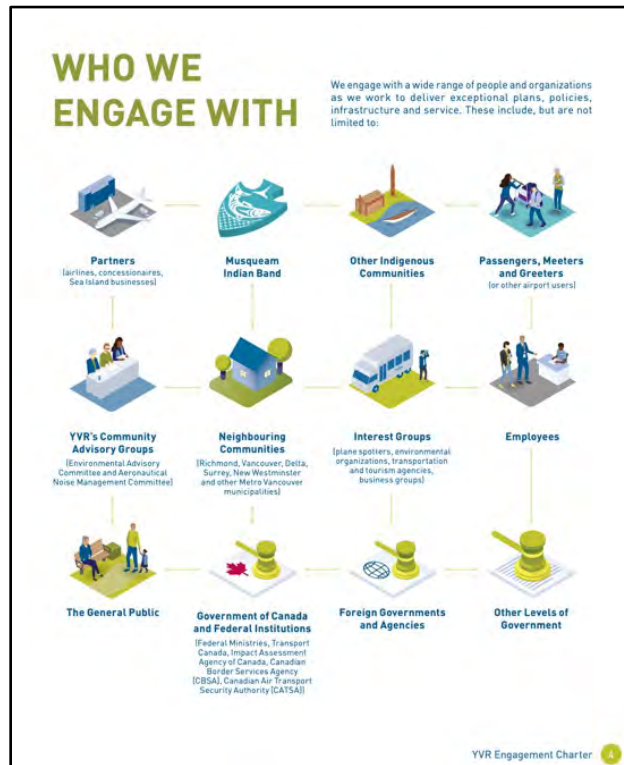 WHO WE
ENGAGE WITH
We engage with a wide range of people and organizations
as we work to deliver exceptional plans, policies,
infrastructure and service. These include, but are not
limited to:
Partners
(airlines, concessionaires,
Sea Island businesses)
Musqueam
Indian Band
Other Indigenous
Communities
Passengers, Meeters
and Greeters
(or other airport users)
YVR's Community
Advisory Groups
(Environmental Advisory
Committee and Aeronautical
Noise Management Committee)
Neighbouring
Communities
(Richmond, Vancouver, Delta,
Surrey, New Westminster
and other Metro Vancouver
municipalities)
Interest Groups
(plane spotters, environmental
organizations, transportation
and tourism agencies,
business groups)
Employees
The General Public
Government of Canada
and Federal Institutions
(Federal Ministries, Transport
Canada, Impact Assessment
Agency of Canada, Canadian
Border Services Agency
(CBSA), Canadian Air Transport
Security Authority (CATSA))
Foreign Governments
and Agencies
Other Levels of
Government
YVR Engagement Charter 4